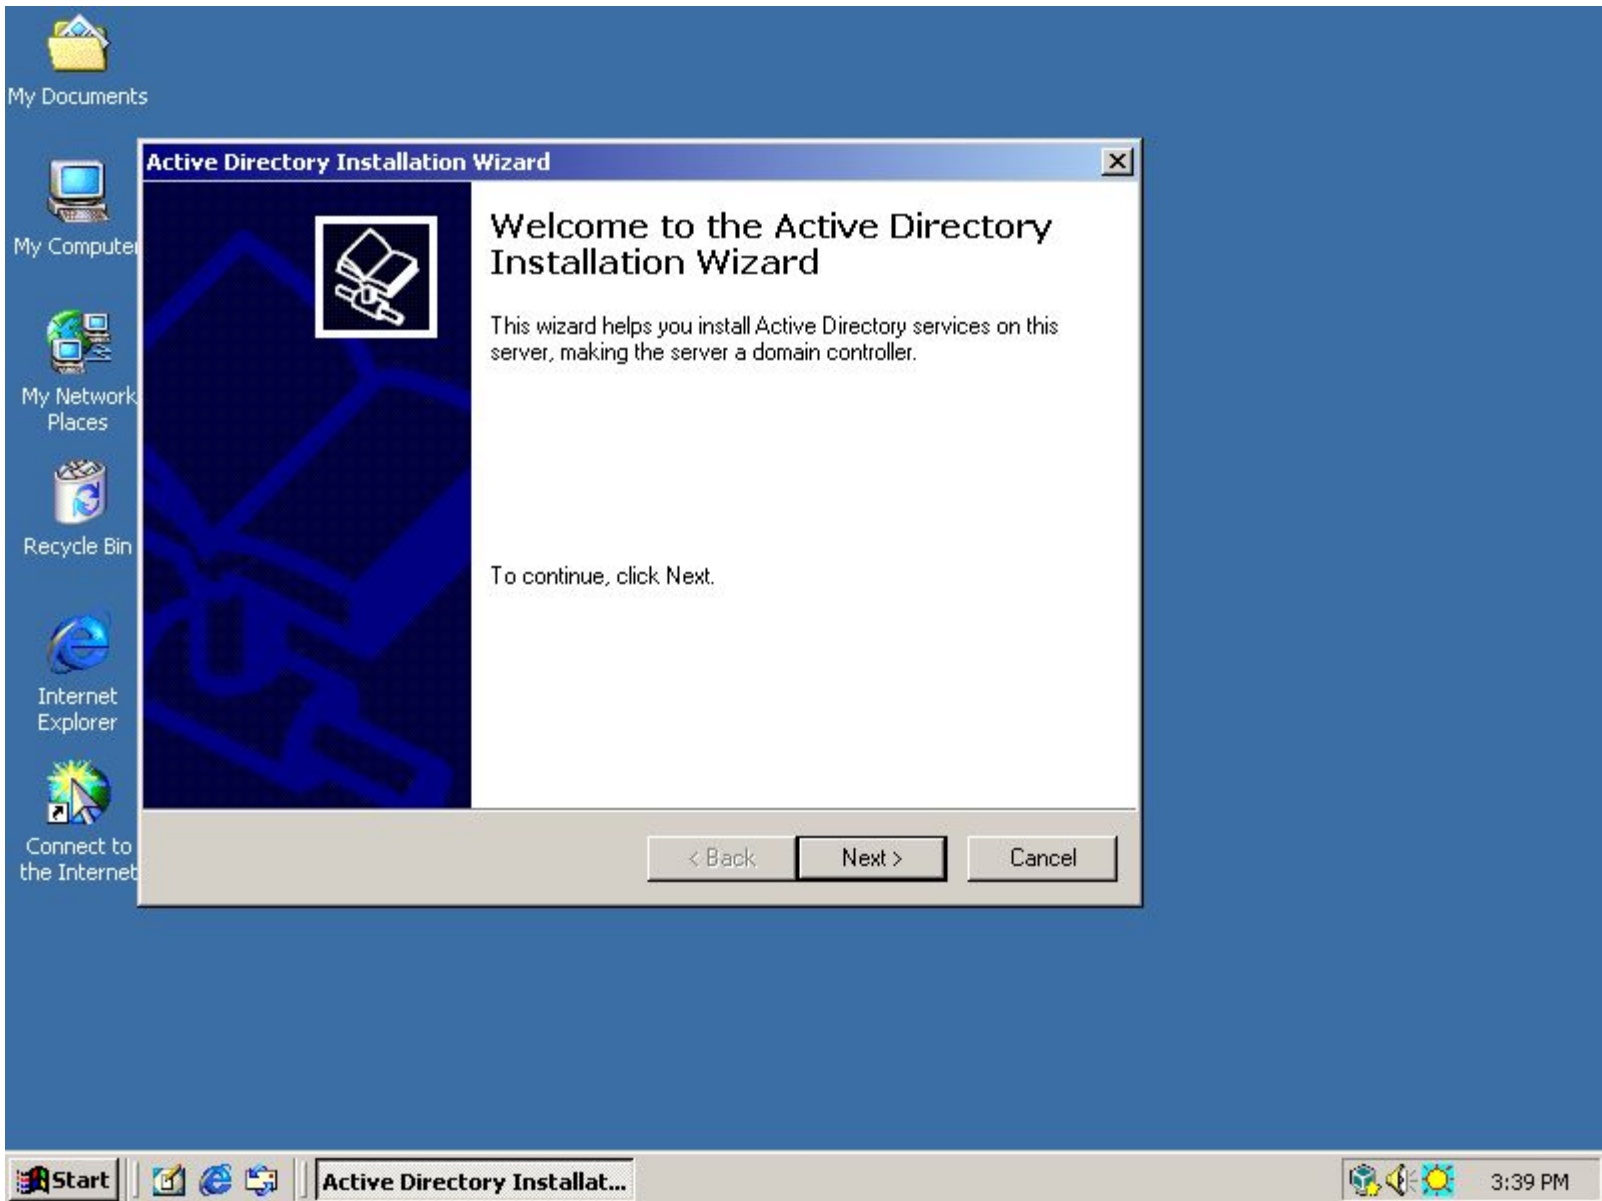 My Documents
My Computer
My Network
Places
Recycle Bin
Internet
Explorer
Connect to
the Internet
Active Directory Installation Wizard
Welcome to the Active Directory
Installation Wizard
This wizard helps you install Active Directory services on this
server, making the server a domain controller.
To continue, click Next.
< Back
Next >
Cancel
Start
Active Directory Installat...
3:39 PM